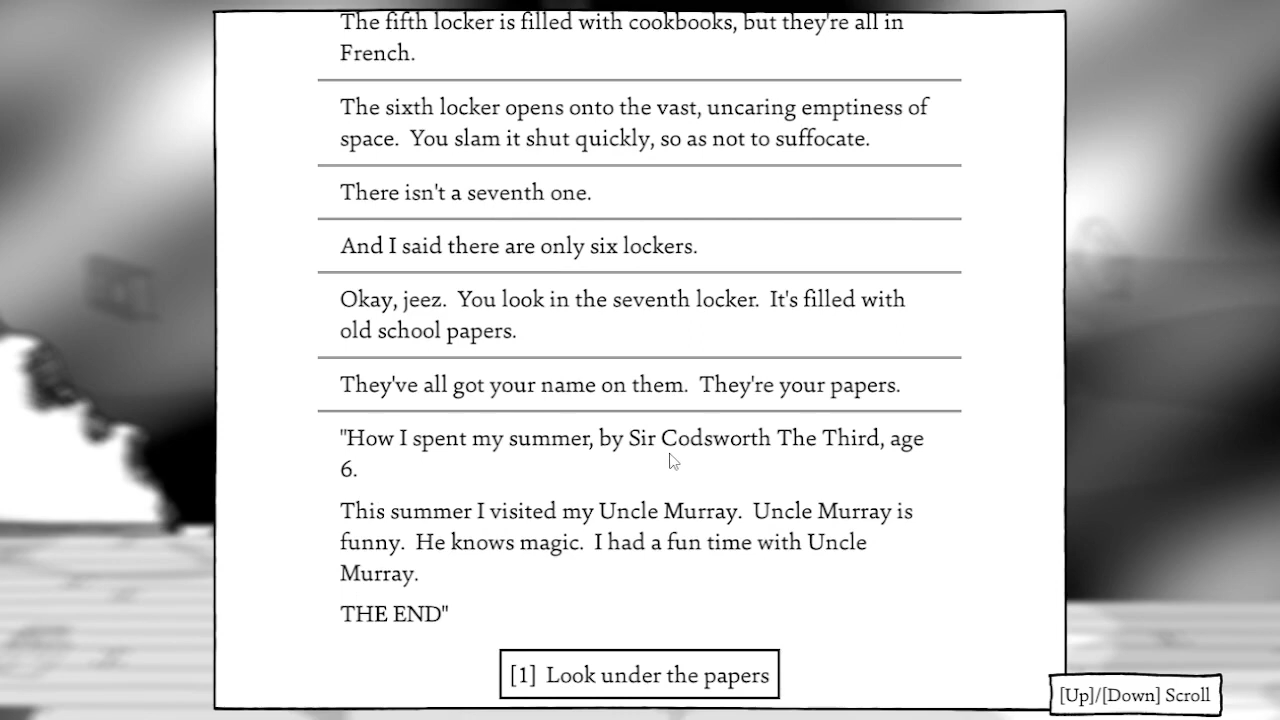 The fifth locker is filled with cookbooks, but they're all in
French.
The sixth locker opens onto the vast, uncaring emptiness of
space.  You slam it shut quickly, so as not to suffocate.
There isn't a seventh one.
And I said there are only six lockers.
Okay, jeez.  You look in the seventh locker.  It's filled with
old school papers.
They've all got your name on them.  They're your papers.
"How I spent my summer, by Sir Codsworth The Third, age
6.
This summer I visited my Uncle Murray.  Uncle Murray is
funny.  He knows magic.  I had a fun time with Uncle
Murray.
THE END"
[1] Look under the papers
[Up]/[Down] Scroll